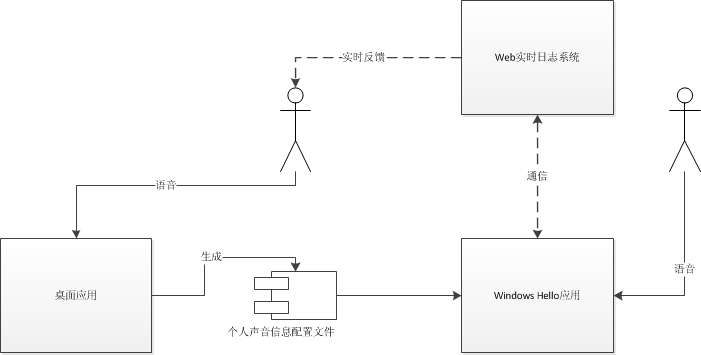 实时反馈
Web实时日志系统
语音
通信
生成
语音
桌面应用
Windows Hello应用
个人声音信息配置文件